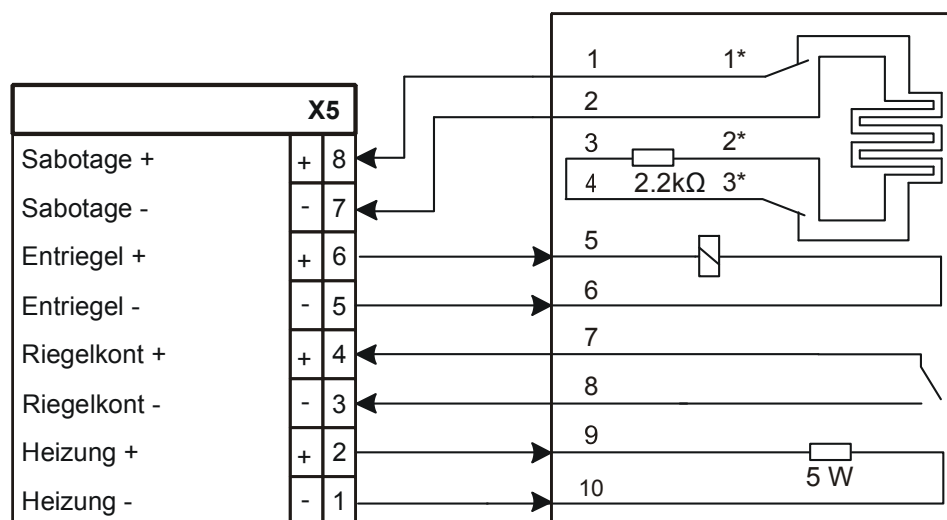 X5
Sabotage + + 8
Sabotage - - 7
Entriegel + + 6
Entriegel - - 5
Riegelkont + + 4
Riegelkont - - 3
Heizung + + 2
Heizung - - 1
1 1*
2
3 2*
4 2.2kΩ 3*
5
6
7
8
9
5 W
10